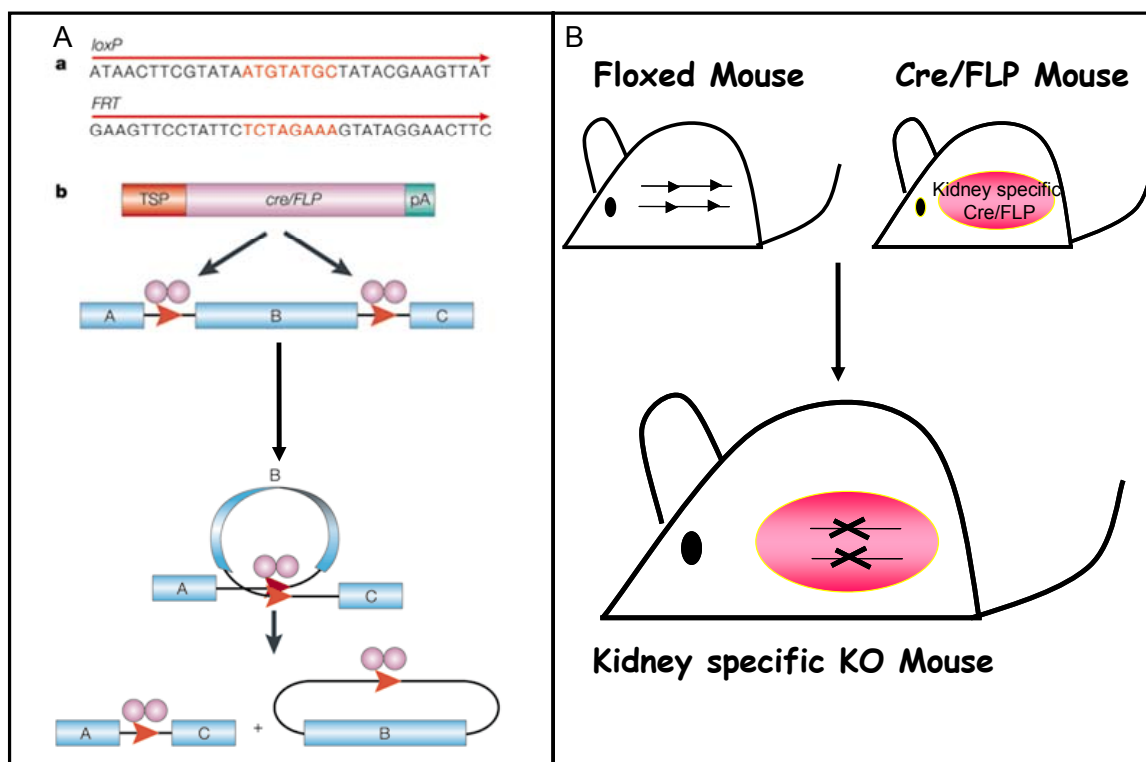 A
loxP
a
ATAACTTCGTATAATGTATGCTATACGAAGTTAT
FRT
GAAGTTCCTATTCTCTAGAAAGTATAGGAACTTC
b
TSP cre/FLP pA
A B C
B
A C
A C + B
B
Floxed Mouse Cre/FLP Mouse
Kidney specific
Cre/FLP
Kidney specific KO Mouse